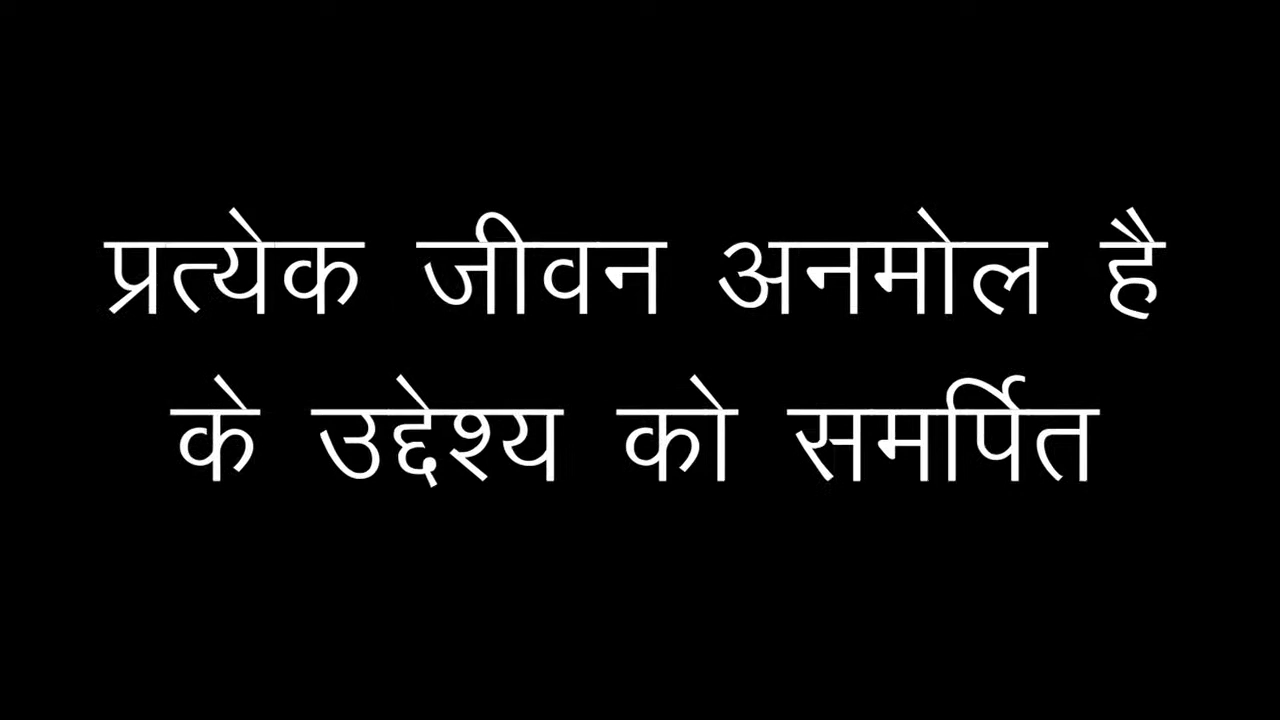 प्रत्येक जीवन अनमोल है
के उद्देश्य को समर्पित